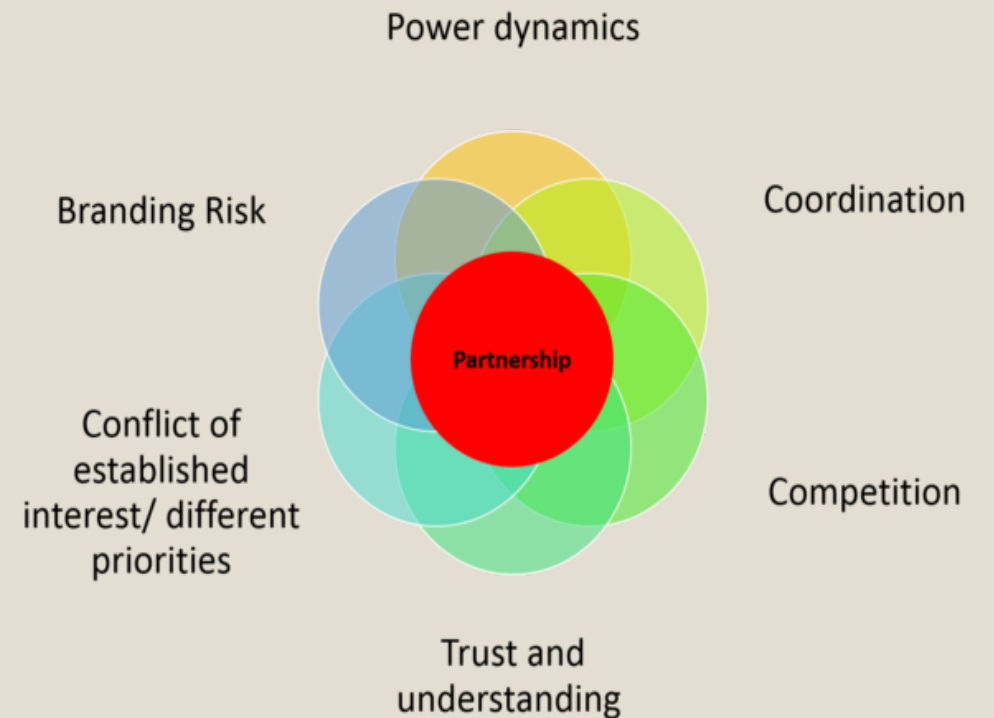 Power dynamics
Branding Risk
Coordination
Partnership
Conflict of
established
interest/ different
priorities
Competition
Trust and
understanding